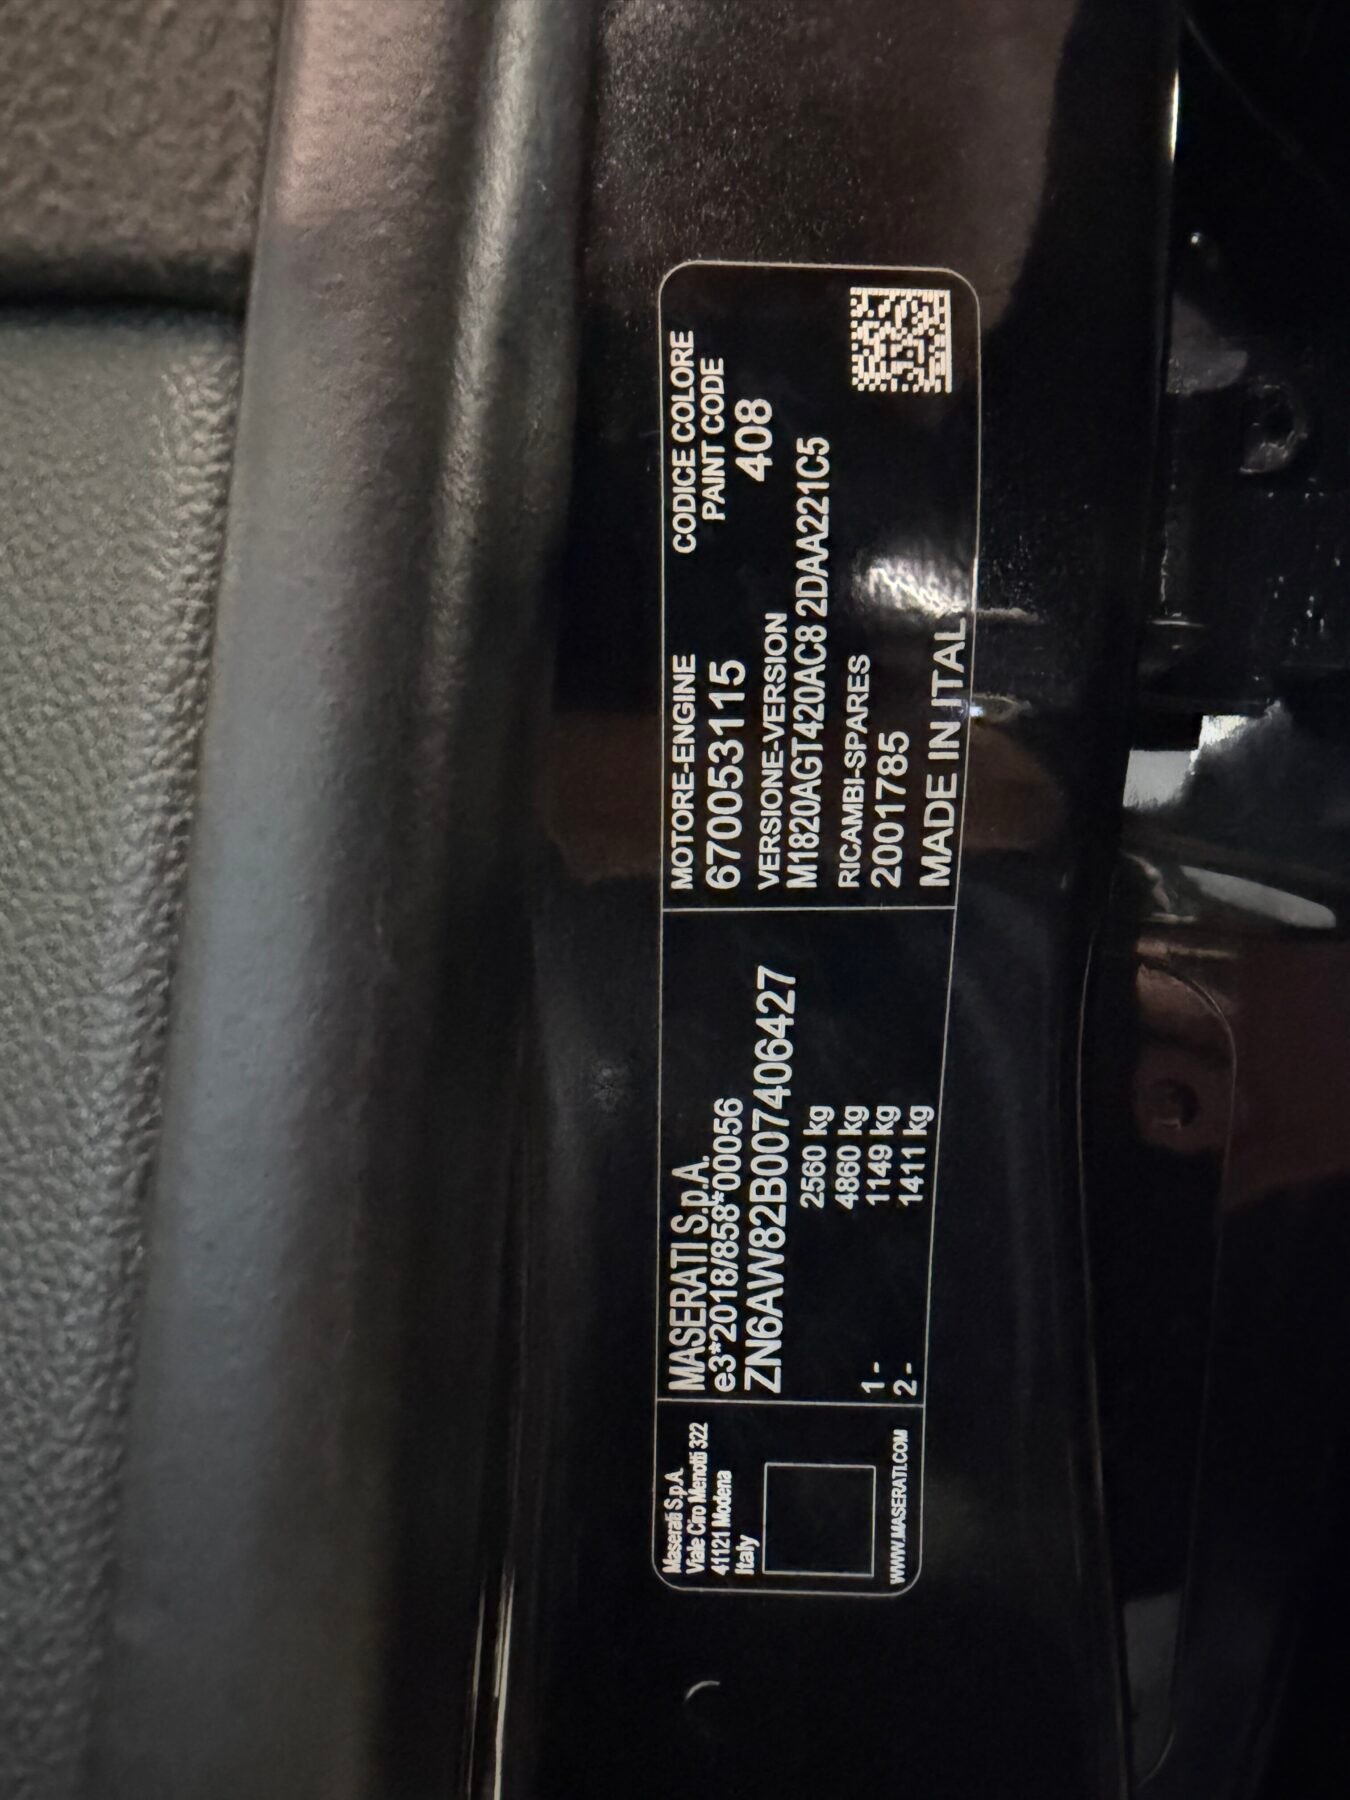 Maserati S.p.A.
Viale Ciro Menotti 322
41121 Modena
Italy
WWW.MASERATI.COM
MASERATI S.p.A.
e3*2018/858*00056
ZN6AW82B007406427
2560 kg
4860 kg
1 - 1149 kg
2 - 1411 kg
MOTORE-ENGINE
670053115
CODICE COLORE
PAINT CODE
408
VERSIONE-VERSION
M1820AGT420AC8 2DAA221C5
RICAMBI-SPARES
2001785
MADE IN ITAL